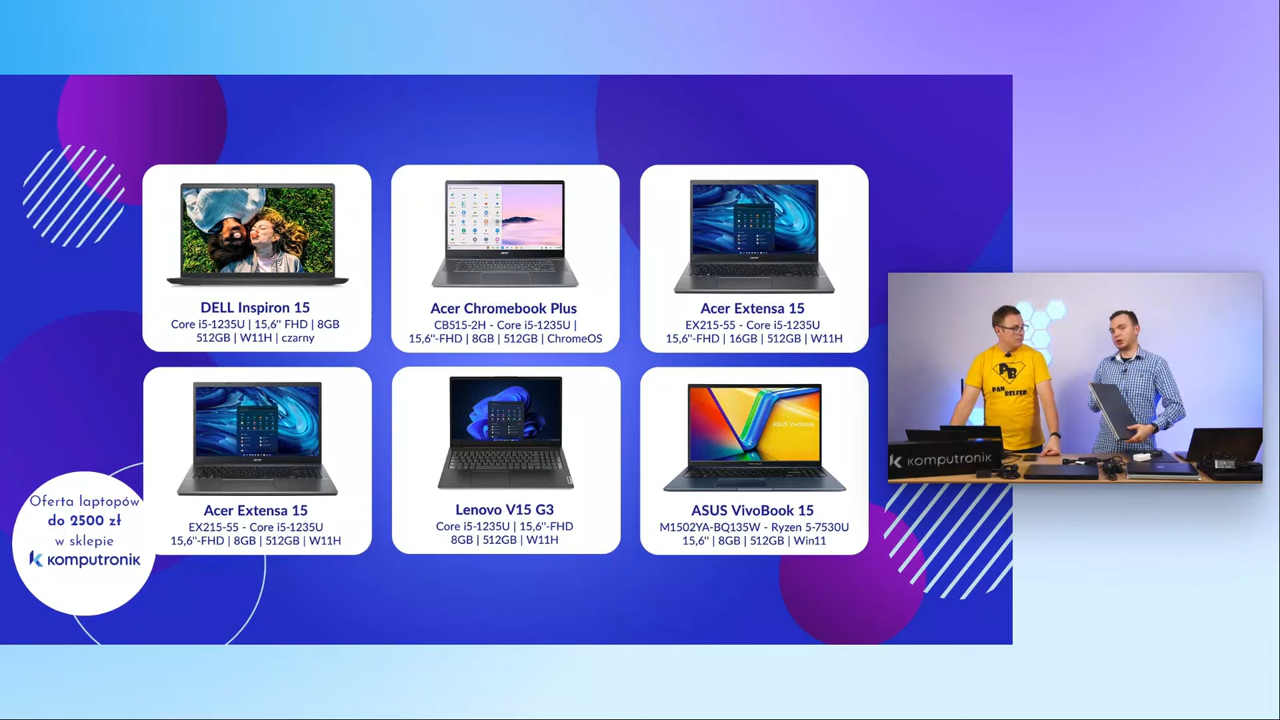 DELL Inspiron 15
Core i5-1235U | 15,6" FHD | 8GB
512GB | W11H | czarny
Acer Chromebook Plus
CB515-2H - Core i5-1235U |
15,6"-FHD | 8GB | 512GB | ChromeOS
Acer Extensa 15
EX215-55 - Core i5-1235U
15,6"-FHD | 16GB | 512GB | W11H
Acer Extensa 15
EX215-55 - Core i5-1235U
15,6"-FHD | 8GB | 512GB | W11H
Lenovo V15 G3
Core i5-1235U | 15,6"-FHD
8GB | 512GB | W11H
ASUS VivoBook
ASUS VivoBook 15
M1502YA-BQ135W - Ryzen 5-7530U
15,6" | 8GB | 512GB | Win11
Oferta laptopów
do 2500 zł
w sklepie
komputronik
PB
PAN
komputronik